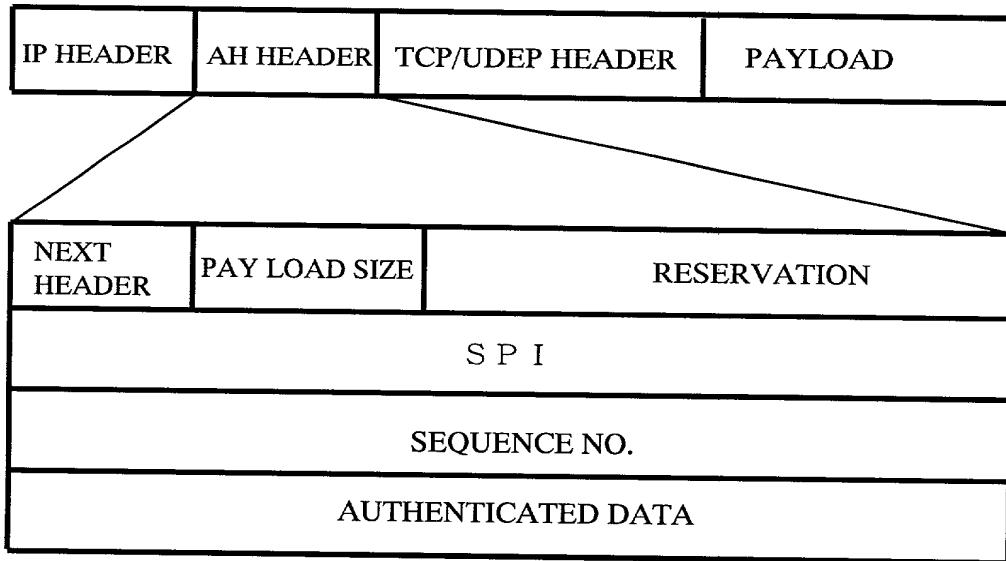 IP HEADER AH HEADER TCP/UDEP HEADER PAYLOAD
NEXT
HEADER
PAY LOAD SIZE
RESERVATION
S P I
SEQUENCE NO.
AUTHENTICATED DATA